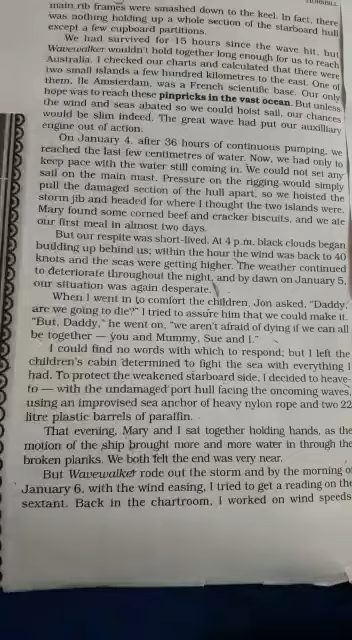 HORNBILL
main rib frames were smashed down to the keel. In fact, there
was nothing holding up a whole section of the starboard hull
except a few cupboard partitions.
We had survived for 15 hours since the wave hit, but
Wavewalker wouldn't hold together long enough for us to reach
Australia. I checked our charts and calculated that there were
two small islands a few hundred kilometres to the east. One of
them, Ile Amsterdam, was a French scientific base. Our only
hope was to reach these pinpricks in the vast ocean. But unless
the wind and seas abated so we could hoist sail, our chances
would be slim indeed. The great wave had put our auxilliary
engine out of action.
On January 4, after 36 hours of continuous pumping, we
reached the last few centimetres of water. Now, we had only to
keep pace with the water still coming in. We could not set any
sail on the main mast. Pressure on the rigging would simply
pull the damaged section of the hull apart, so we hoisted the
storm jib and headed for where I thought the two islands were.
Mary found some corned beef and cracker biscuits, and we ate
our first meal in almost two days.
But our respite was short-lived. At 4 p.m. black clouds began
building up behind us; within the hour the wind was back to 40
knots and the seas were getting higher. The weather continued
to deteriorate throughout the night, and by dawn on January 5,
our situation was again desperate.
When I went in to comfort the children, Jon asked, "Daddy,
are we going to die?" I tried to assure him that we could make it.
"But, Daddy," he went on, "we aren't afraid of dying if we can all
be together — you and Mummy, Sue and I."
I could find no words with which to respond, but I left the
children's cabin determined to fight the sea with everything I
had. To protect the weakened starboard side, I decided to heave-
to — with the undamaged port hull facing the oncoming waves,
using an improvised sea anchor of heavy nylon rope and two 22
litre plastic barrels of paraffin.
That evening, Mary and I sat together holding hands, as the
motion of the ship brought more and more water in through the
broken planks. We both felt the end was very near.
But Wavewalker rode out the storm and by the morning o
January 6, with the wind easing, I tried to get a reading on the
sextant. Back in the chartroom, I worked on wind speeds